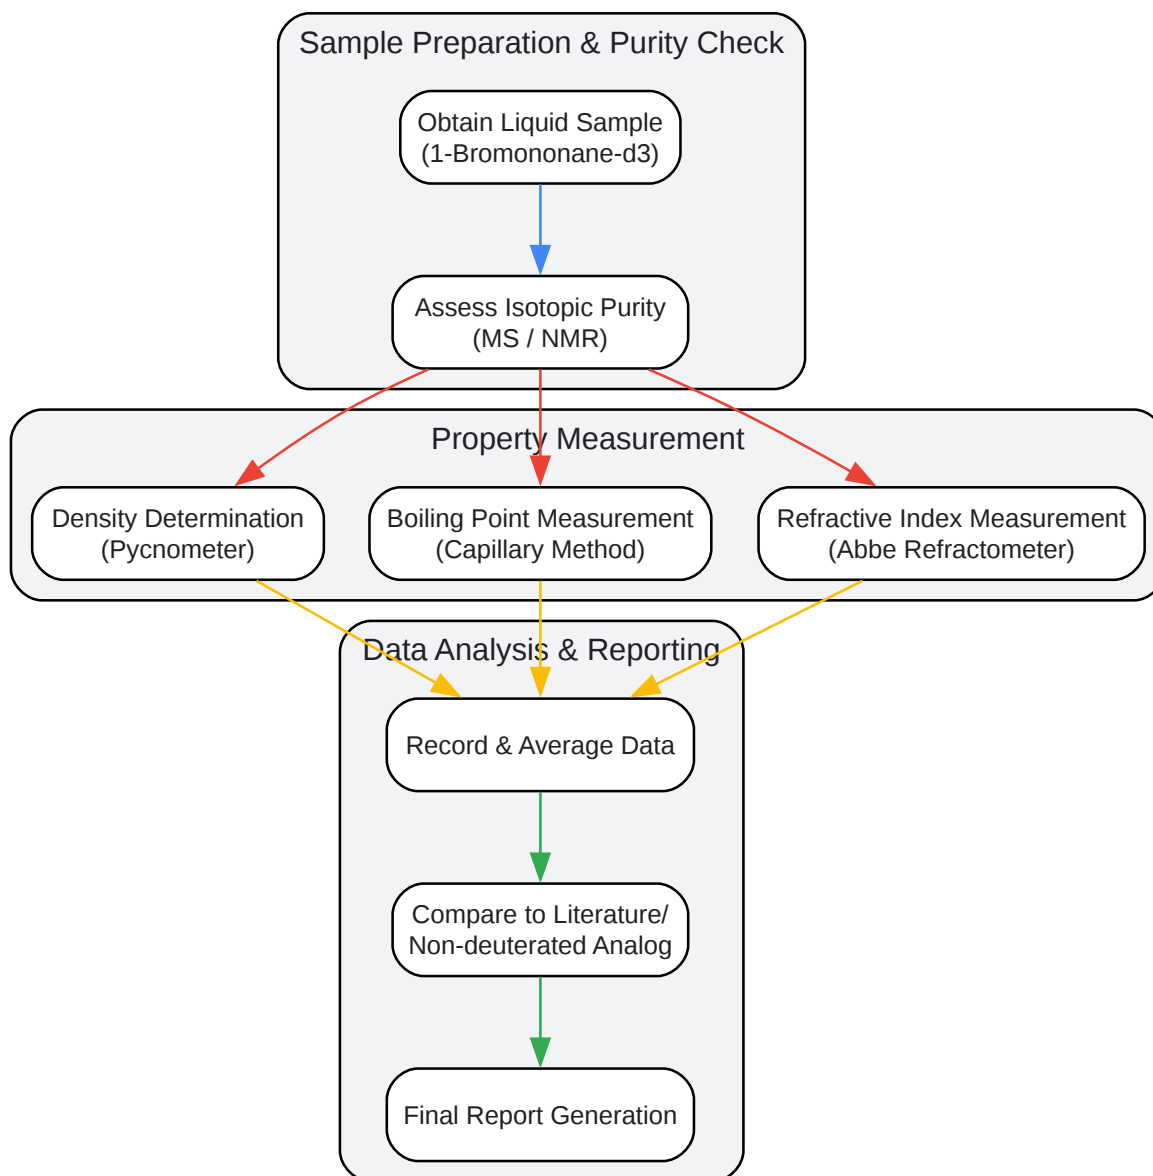 Sample Preparation & Purity Check
Obtain Liquid Sample
(1-Bromononane-d3)
Assess Isotopic Purity
(MS / NMR)
Property Measurement
Density Determination
(Pycnometer)
Boiling Point Measurement
(Capillary Method)
Refractive Index Measurement
(Abbe Refractometer)
Data Analysis & Reporting
Record & Average Data
Compare to Literature/
Non-deuterated Analog
Final Report Generation